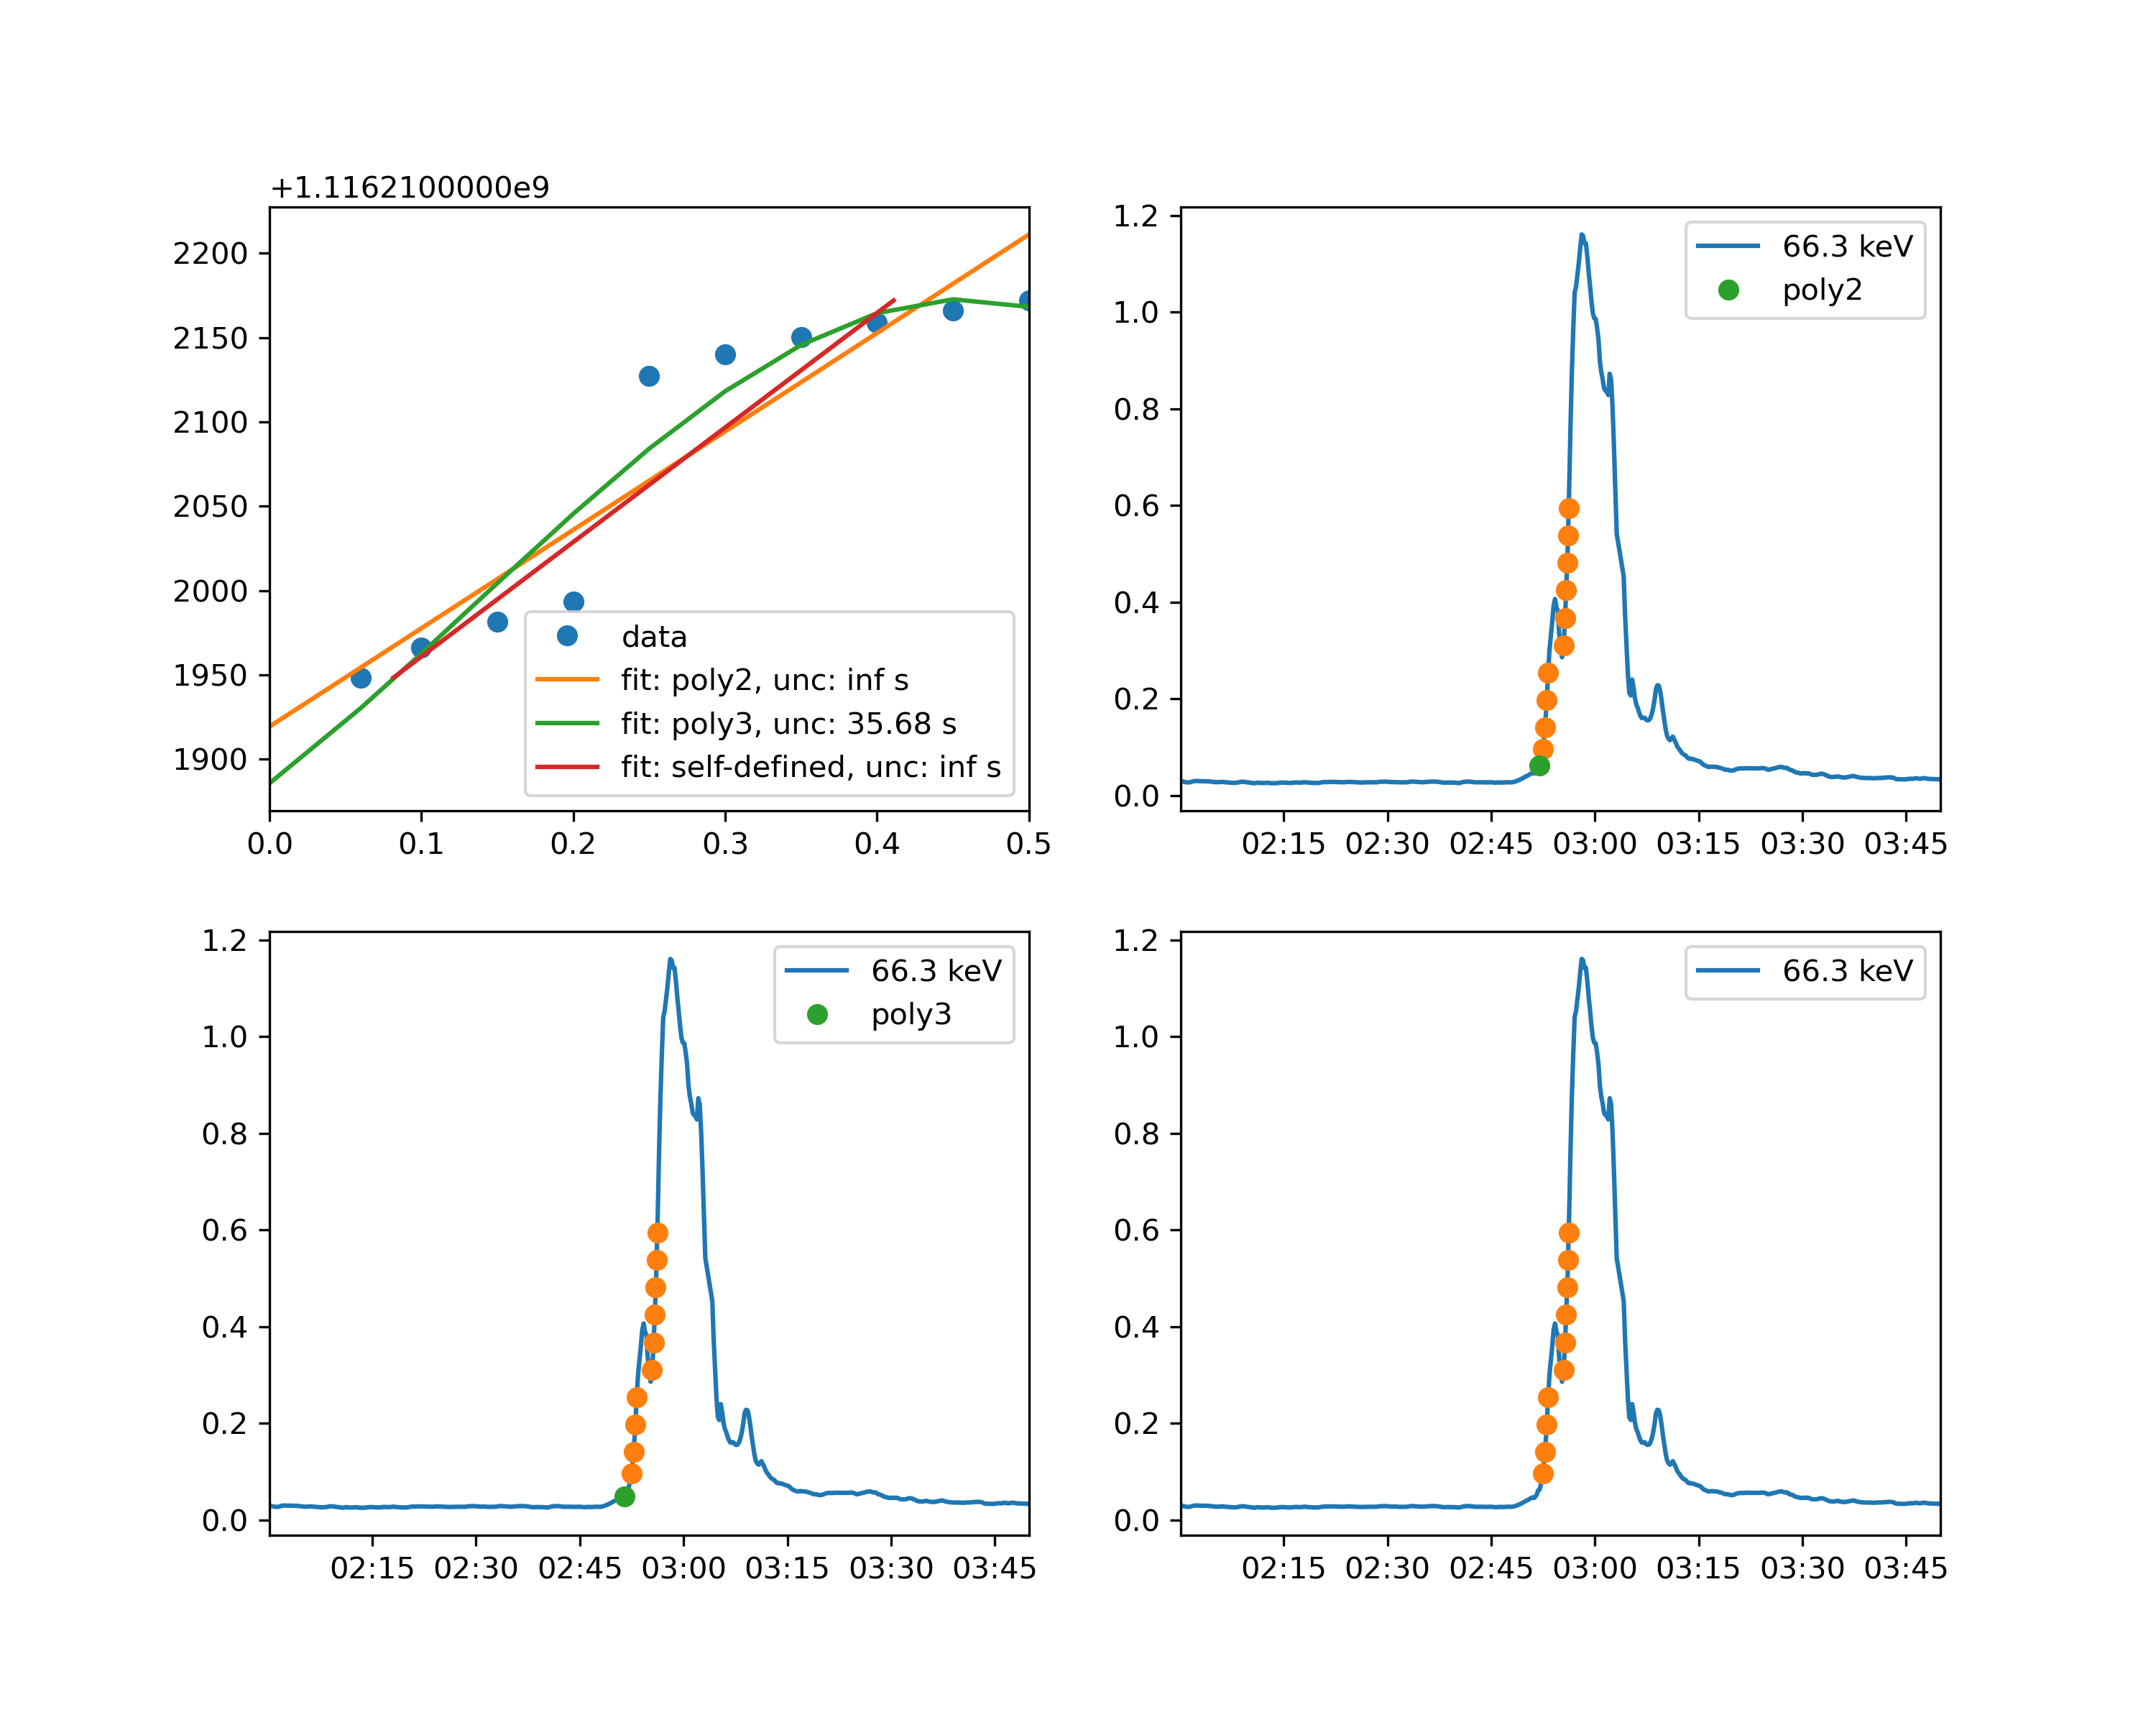 +1.1162100000e9
2200
2150
2100
2050
2000
1950
1900
0.0 0.1 0.2 0.3 0.4 0.5
data
fit: poly2, unc: inf s
fit: poly3, unc: 35.68 s
fit: self-defined, unc: inf s
1.2
1.0
0.8
0.6
0.4
0.2
0.0
02:15 02:30 02:45 03:00 03:15 03:30 03:45
66.3 keV
poly2
1.2
1.0
0.8
0.6
0.4
0.2
0.0
02:15 02:30 02:45 03:00 03:15 03:30 03:45
66.3 keV
poly3
1.2
1.0
0.8
0.6
0.4
0.2
0.0
02:15 02:30 02:45 03:00 03:15 03:30 03:45
66.3 keV